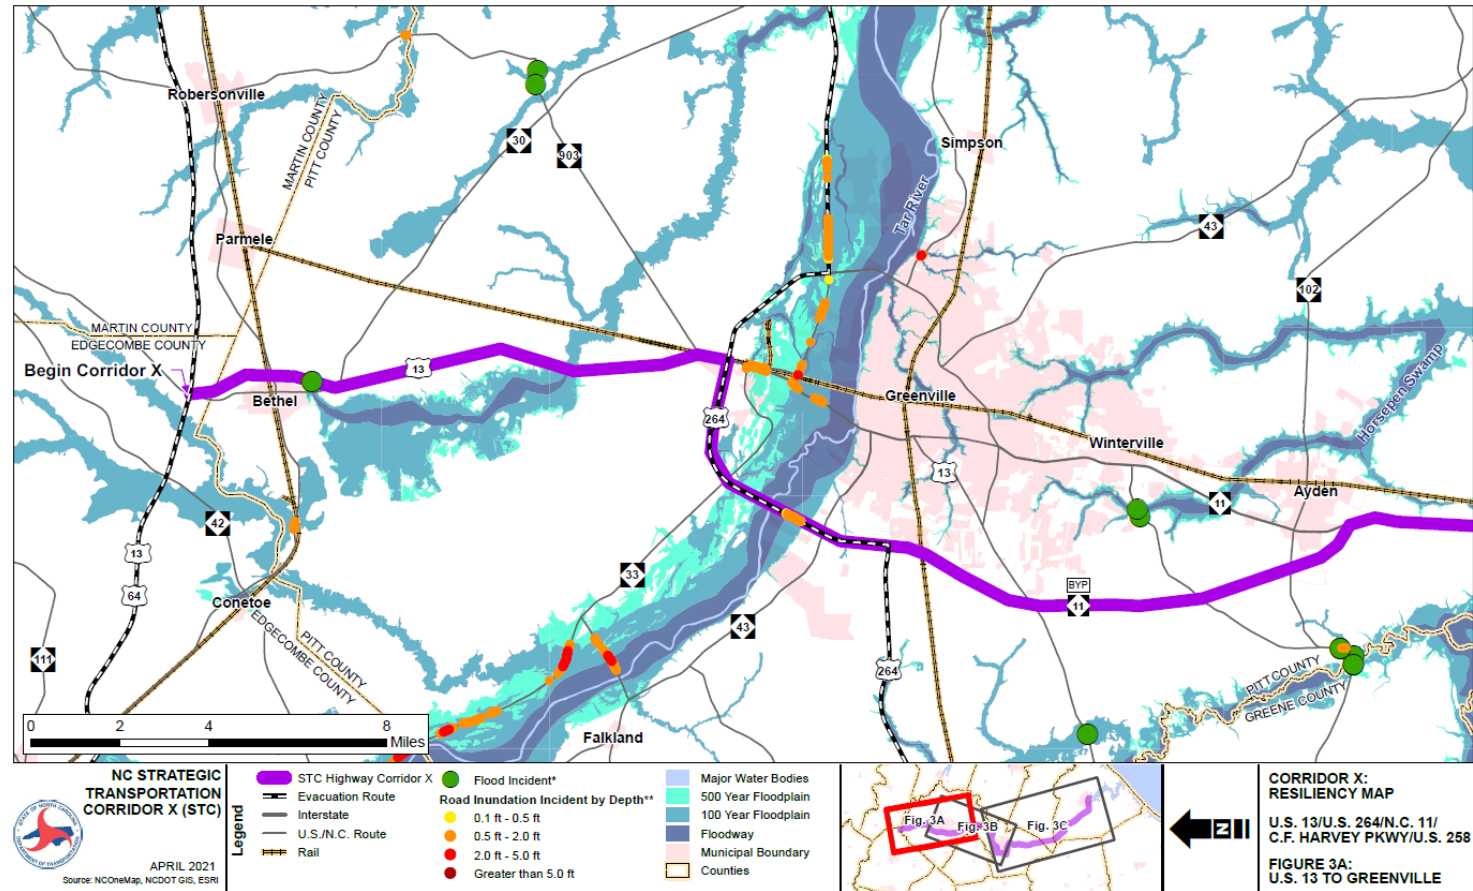 Robersonville
MARTIN COUNTY
PITT COUNTY
30
903
Simpson
Tar River
43
Parmele
102
MARTIN COUNTY
EDGECOMBE COUNTY
Begin Corridor X
13
Bethel
Greenville
264
Horsepen Swamp
Winterville
13
Ayden
11
42
13
33
BYP
11
64
Conetoe
PITT COUNTY
EDGECOMBE COUNTY
43
111
264
PITT COUNTY
GREENE COUNTY
0 2 4 8
Miles
Falkland
NC STRATEGIC
TRANSPORTATION
CORRIDOR X (STC)
STATE OF NORTH CAROLINA
DEPARTMENT OF TRANSPORTATION
APRIL 2021
Source: NCOneMap, NCDOT GIS, ESRI
Legend
STC Highway Corridor X
Evacuation Route
Interstate
U.S./N.C. Route
Rail
Flood Incident*
Road Inundation Incident by Depth**
0.1 ft - 0.5 ft
0.5 ft - 2.0 ft
2.0 ft - 5.0 ft
Greater than 5.0 ft
Major Water Bodies
500 Year Floodplain
100 Year Floodplain
Floodway
Municipal Boundary
Counties
Fig. 3A
Fig. 3B
Fig. 3C
N
CORRIDOR X:
RESILIENCY MAP
U.S. 13/U.S. 264/N.C. 11/
C.F. HARVEY PKWY/U.S. 258
FIGURE 3A:
U.S. 13 TO GREENVILLE